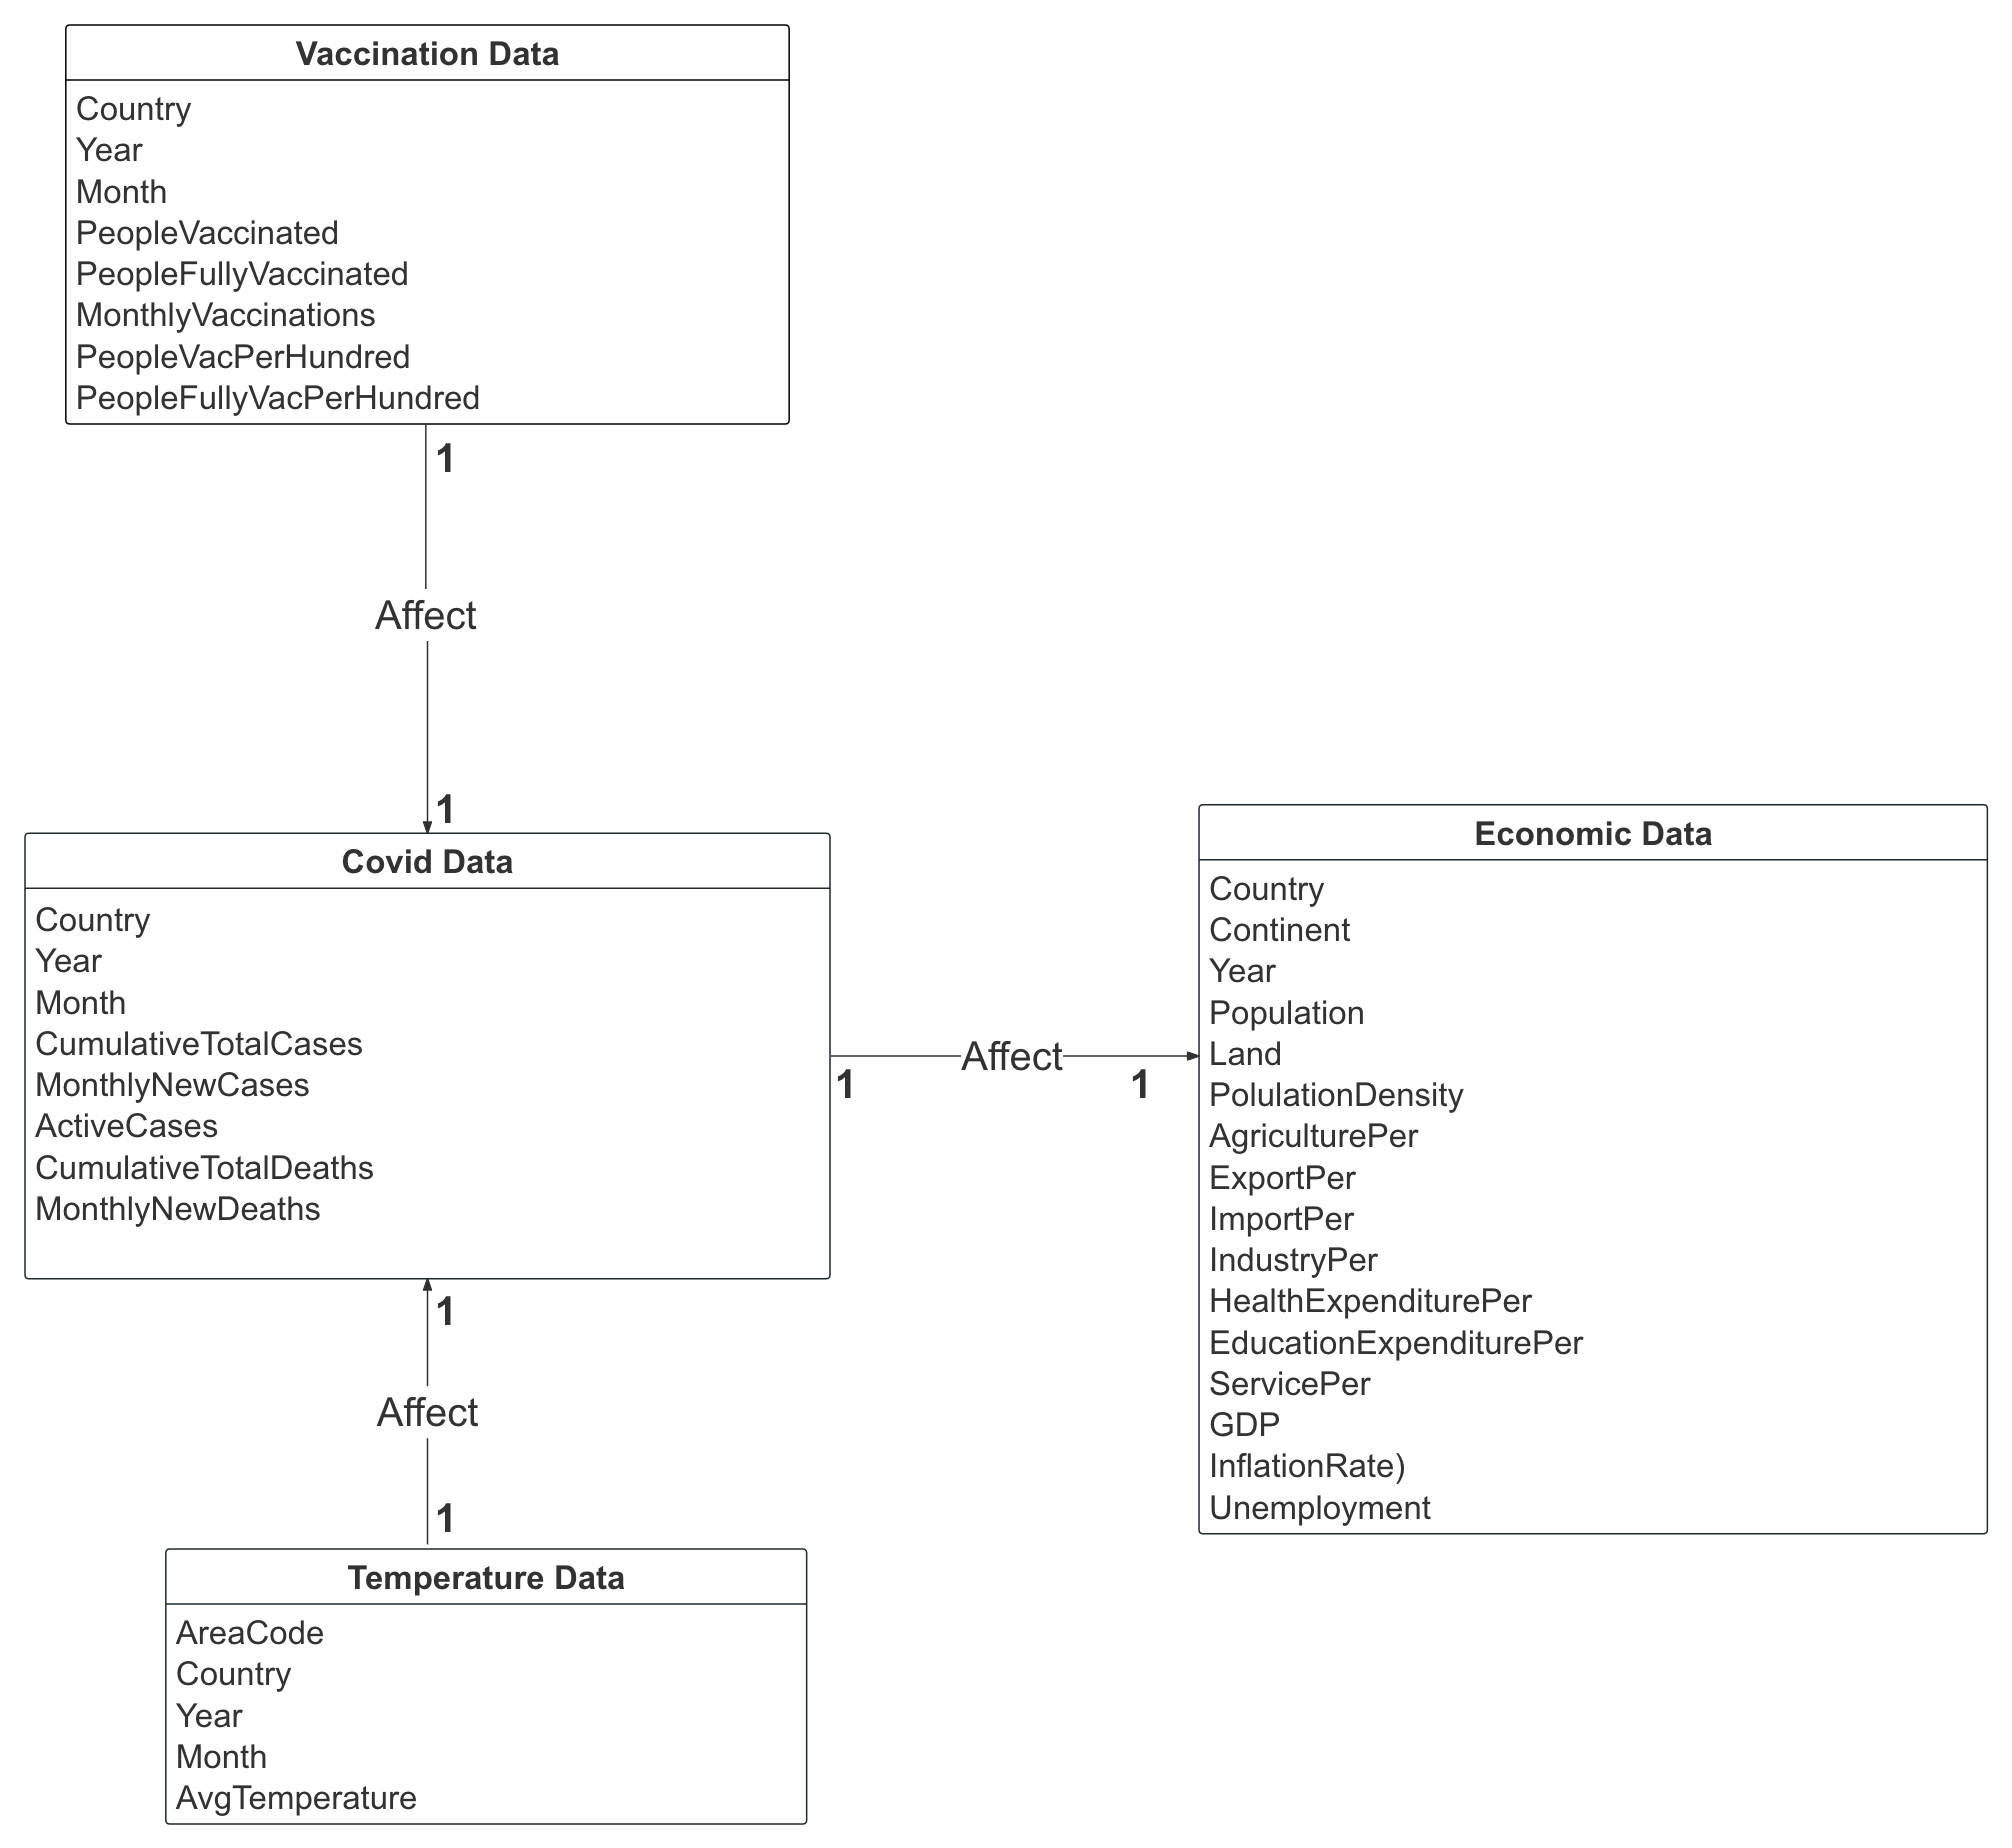 Vaccination Data
Country
Year
Month
PeopleVaccinated
PeopleFullyVaccinated
MonthlyVaccinations
PeopleVacPerHundred
PeopleFullyVacPerHundred
1
Affect
1
Covid Data
Country
Year
Month
CumulativeTotalCases
MonthlyNewCases
ActiveCases
CumulativeTotalDeaths
MonthlyNewDeaths
Affect
1
1
Economic Data
Country
Continent
Year
Population
Land
PolulationDensity
AgriculturePer
ExportPer
ImportPer
IndustryPer
HealthExpenditurePer
EducationExpenditurePer
ServicePer
GDP
InflationRate)
Unemployment
1
Affect
1
Temperature Data
AreaCode
Country
Year
Month
AvgTemperature